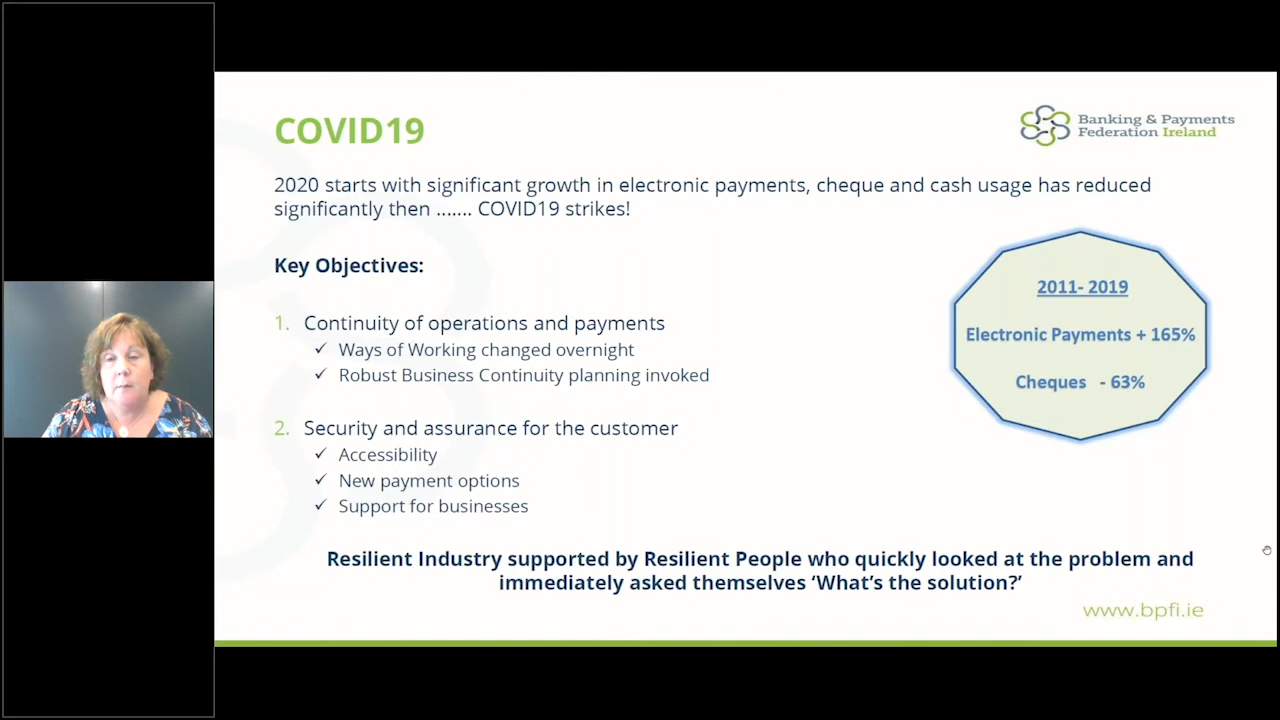 COVID19
Banking & Payments
Federation Ireland
2020 starts with significant growth in electronic payments, cheque and cash usage has reduced
significantly then ....... COVID19 strikes!
Key Objectives:
1. Continuity of operations and payments
✓ Ways of Working changed overnight
✓ Robust Business Continuity planning invoked
2. Security and assurance for the customer
✓ Accessibility
✓ New payment options
✓ Support for businesses
2011- 2019
Electronic Payments + 165%
Cheques - 63%
Resilient Industry supported by Resilient People who quickly looked at the problem and
immediately asked themselves ‘What’s the solution?’
www.bpfi.ie